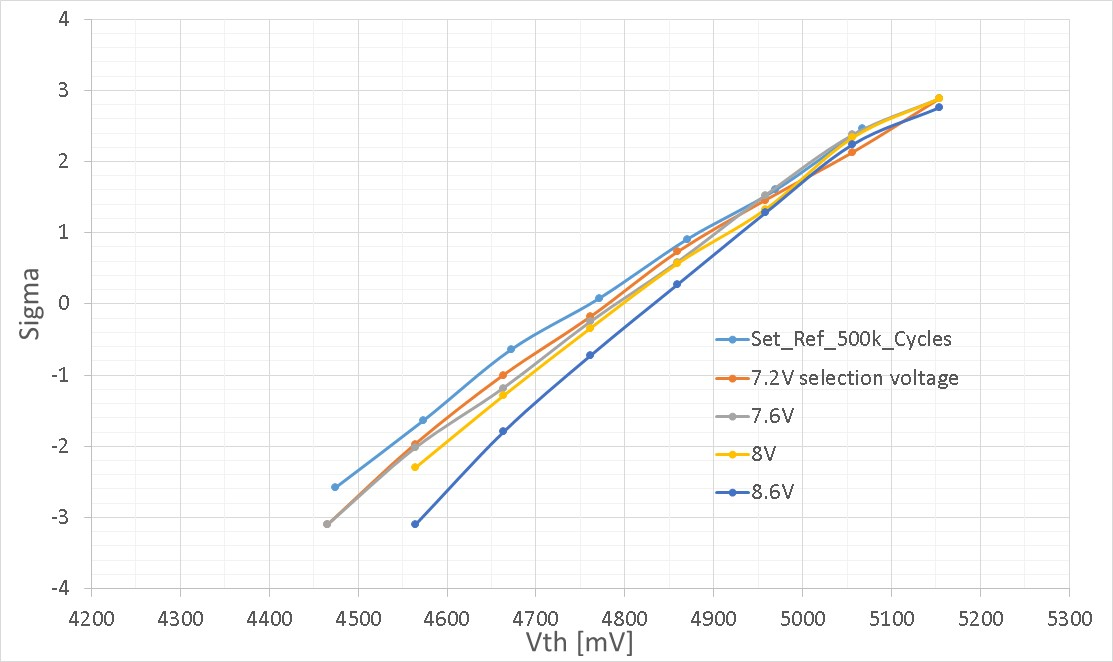 4
3
2
1
0
-1
-2
-3
-4
Sigma
Set_Ref_500k_Cycles
7.2V selection voltage
7.6V
8V
8.6V
4200 4300 4400 4500 4600 4700 4800 4900 5000 5100 5200 5300
Vth [mV]